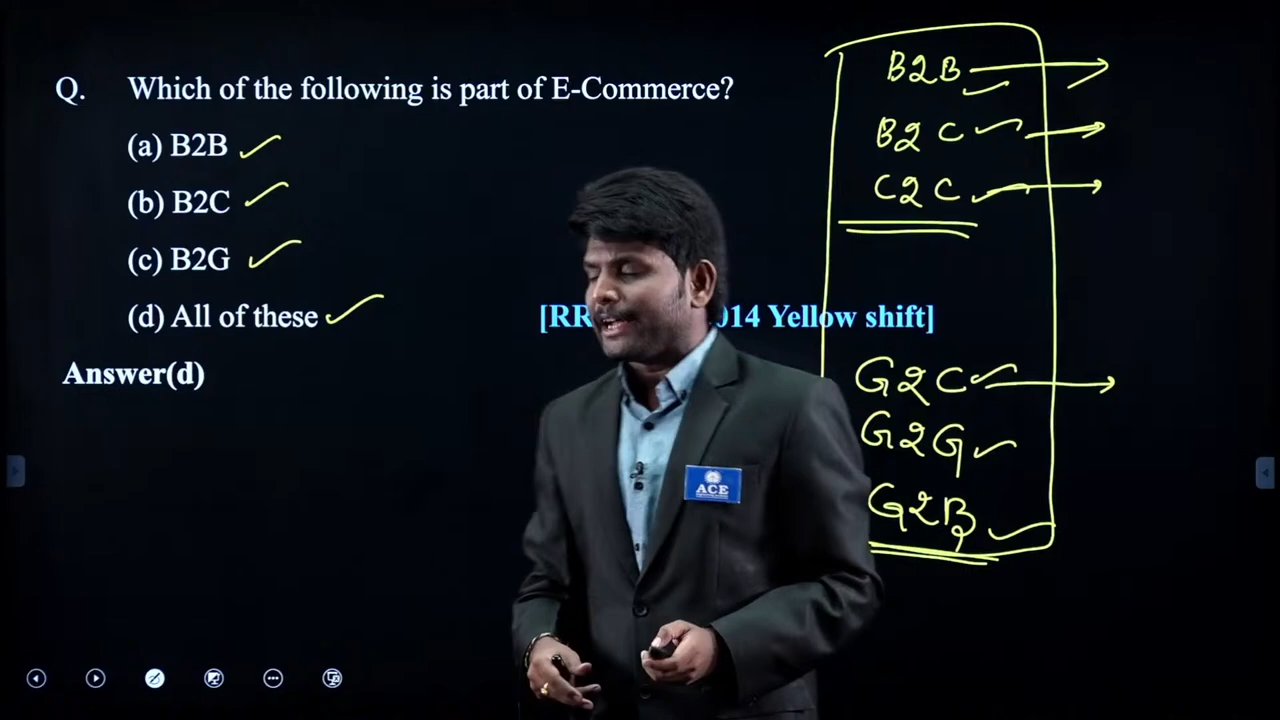 Q. Which of the following is part of E-Commerce?
(a) B2B
(b) B2C
(c) B2G
(d) All of these
[RR 014 Yellow shift]
Answer(d)
B2B
B2C
C2C
G2C
G2G
G2B
ACE